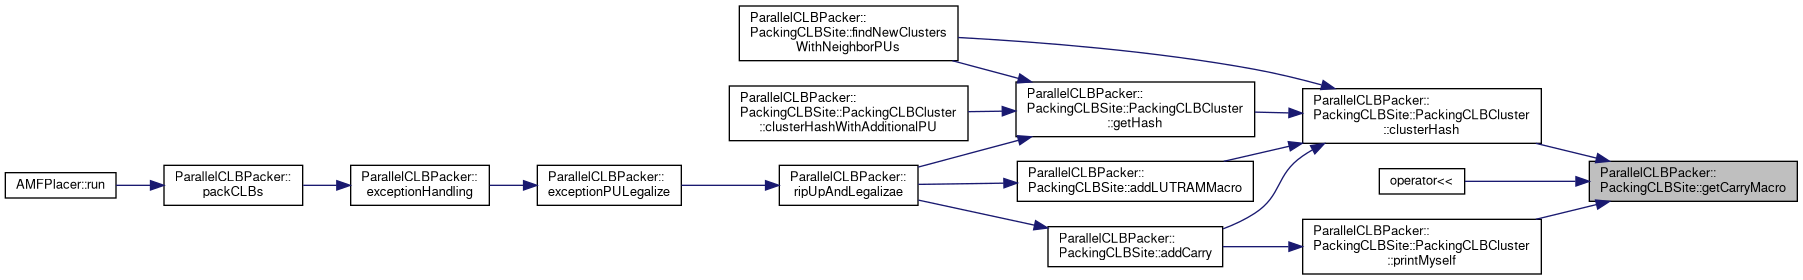 ParallelCLBPacker::
PackingCLBSite::findNewClusters
WithNeighborPUs
ParallelCLBPacker::
PackingCLBSite::PackingCLBCluster
::clusterHashWithAdditionalPU
ParallelCLBPacker::
PackingCLBSite::PackingCLBCluster
::getHash
ParallelCLBPacker::
PackingCLBSite::PackingCLBCluster
::clusterHash
AMFPlacer::run
ParallelCLBPacker::
packCLBs
ParallelCLBPacker::
exceptionHandling
ParallelCLBPacker::
exceptionPULegalize
ParallelCLBPacker::
ripUpAndLegalizae
ParallelCLBPacker::
PackingCLBSite::addLUTRAMMacro
operator<<
ParallelCLBPacker::
PackingCLBSite::getCarryMacro
ParallelCLBPacker::
PackingCLBSite::addCarry
ParallelCLBPacker::
PackingCLBSite::PackingCLBCluster
::printMyself